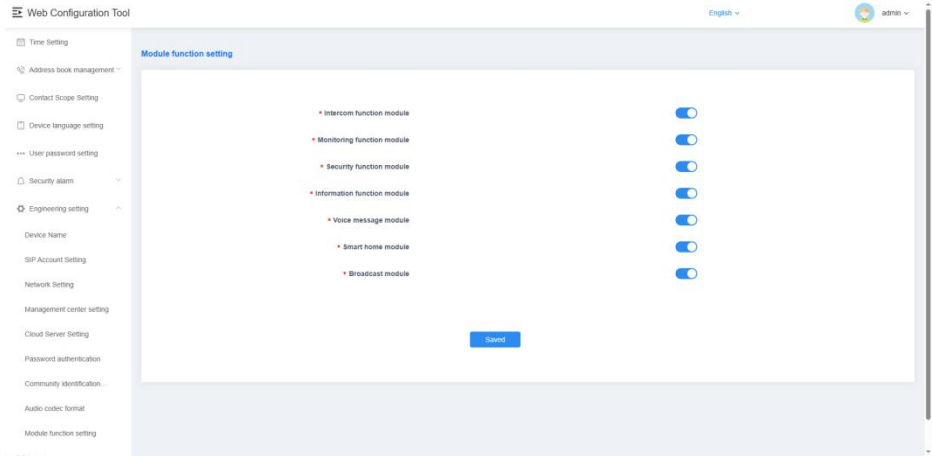 Web Configuration Tool
English
admin
Time Setting
Address book management
Contact Scope Setting
Device language setting
User password setting
Security alarm
Engineering setting
Device Name
SIP Account Setting
Network Setting
Management center setting
Cloud Server Setting
Password authentication
Community identification...
Audio codec format
Module function setting
Module function setting
* Intercom function module
* Monitoring function module
* Security function module
* Information function module
* Voice message module
* Smart home module
* Broadcast module
Saved